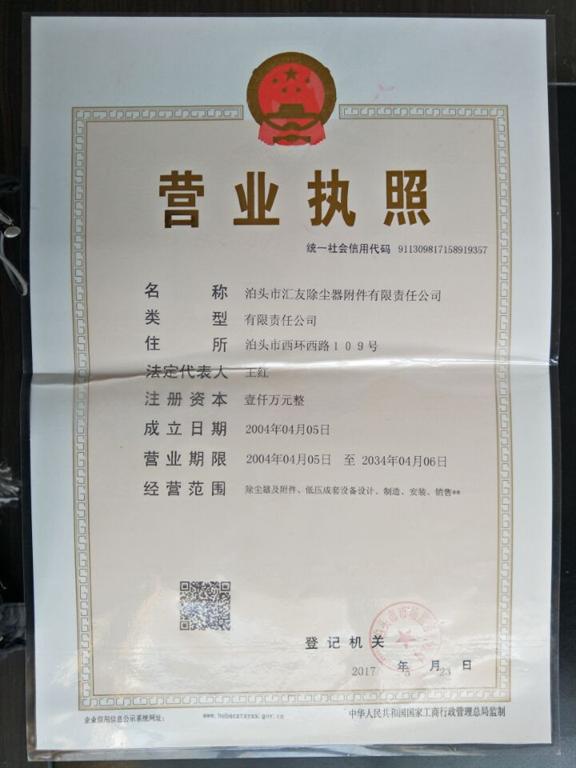 营业执照
统一社会信用代码 911309817158919357
名称 泊头市汇友除尘器附件有限责任公司
类型 有限责任公司
住所 泊头市西环西路109号
法定代表人 王红
注册资本 壹仟万元整
成立日期 2004年04月05日
营业期限 2004年04月05日 至 2034年04月06日
经营范围 除尘器及附件、低压成套设备设计、制造、安装、销售**
登记机关
2017 年 5 月 23 日
企业信用信息公示系统网址：
中华人民共和国国家工商行政管理总局监制